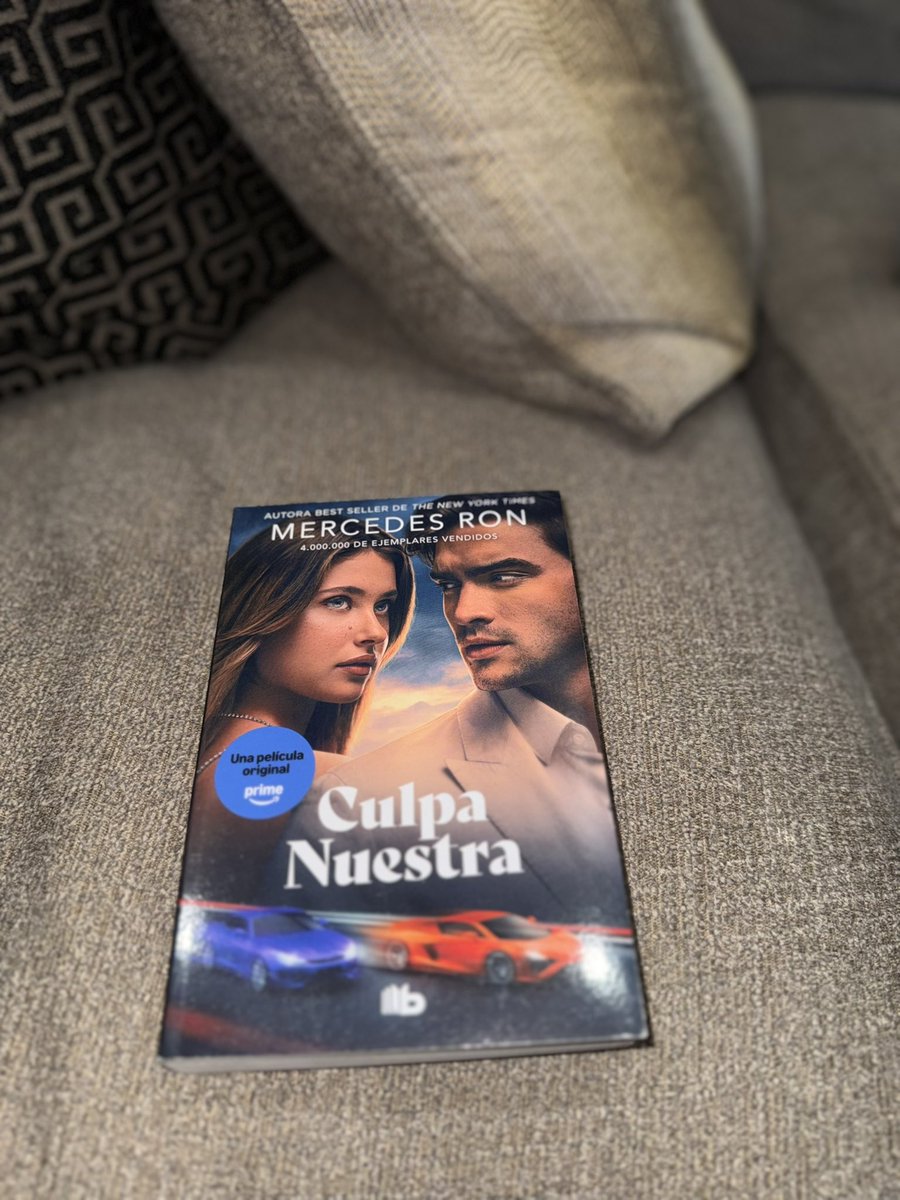 AUTORA BEST SELLER DE THE NEW YORK TIMES
MERCEDES RON
4.000.000 DE EJEMPLARES VENDIDOS
Una película
original
prime
Culpa
Nuestra
b